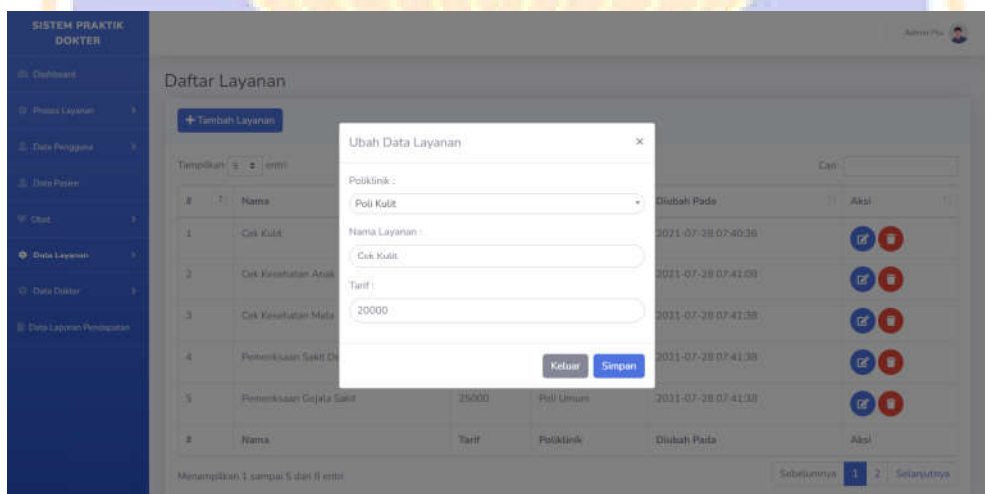 SISTEM PRAKTIK
DOKTER
Dashboard
Proses Layanan
Data Pengguna
Data Pasien
Obat
Data Layanan
Data Dokter
Data Laporan Pendapatan
Daftar Layanan
+ Tambah Layanan
Tampilkan 5 entri
Cari:
# Nama Diubah Pada Aksi
1 Cek Kulit 2021-07-28 07:40:36
2 Cek Kesehatan Anak 2021-07-28 07:41:09
3 Cek Kesehatan Mata 2021-07-28 07:41:39
4 Pemeriksaan Sakit 2021-07-28 07:41:39
5 Pemeriksaan Gejala Sakit 25000 Poli Umum 2021-07-28 07:41:39
# Nama Tarif Poliklinik Diubah Pada Aksi
Menampilkan 1 sampai 5 dari 8 entri
Sebelumnya 1 2 Selanjutnya
Ubah Data Layanan ×
Poliklinik :
Poli Kulit
Nama Layanan :
Cek Kulit
Tarif :
20000
Keluar Simpan